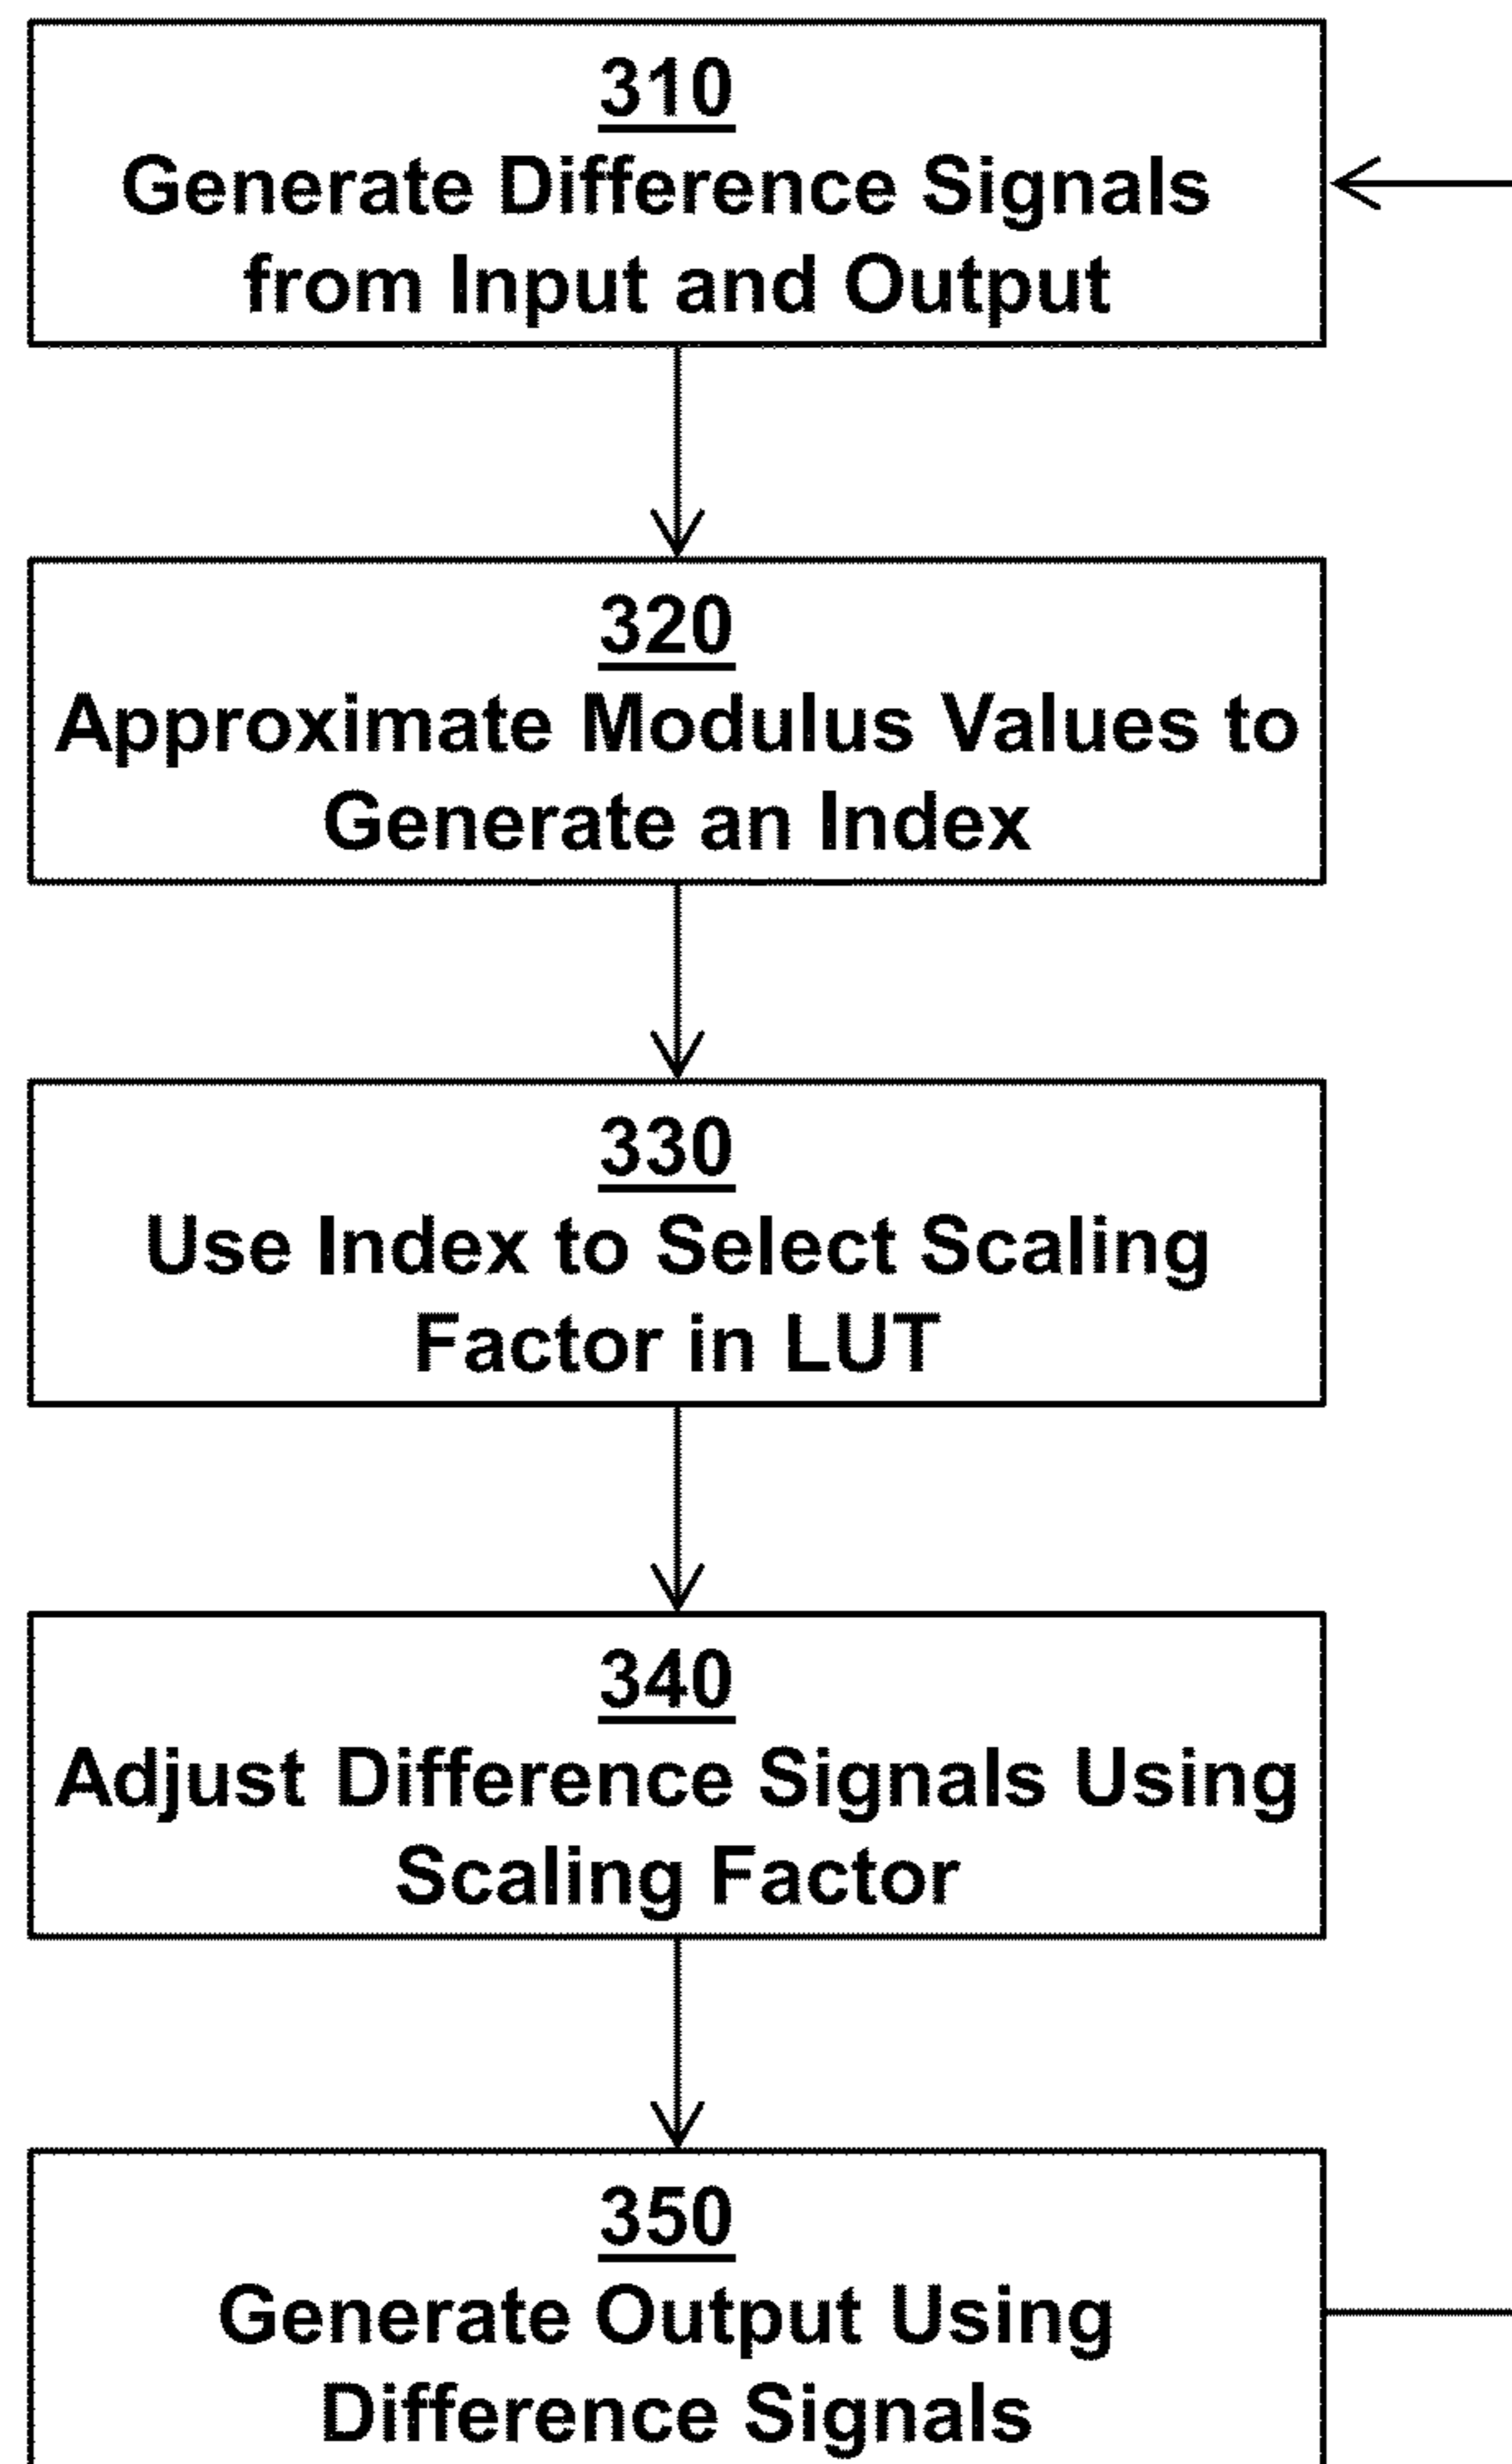 310
Generate Difference Signals
from Input and Output
320
Approximate Modulus Values to
Generate an Index
330
Use Index to Select Scaling
Factor in LUT
340
Adjust Difference Signals Using
Scaling Factor
350
Generate Output Using
Difference Signals